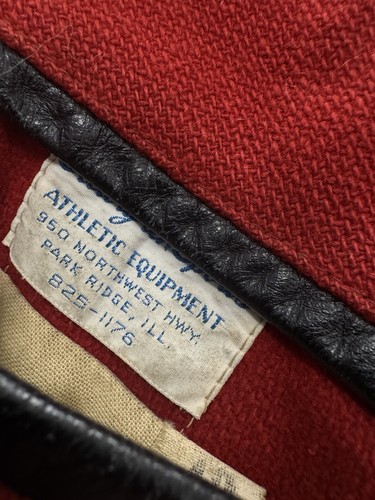 ATHLETIC EQUIPMENT
950 NORTHWEST HWY.
PARK RIDGE, ILL.
825-1176